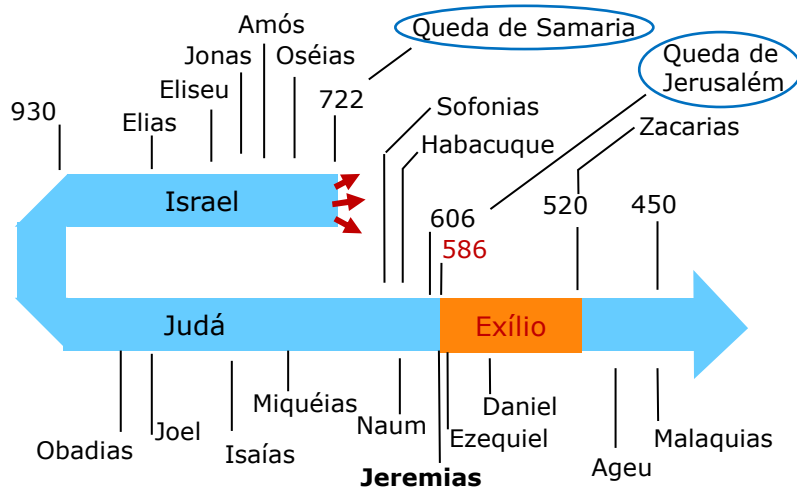 Amós
Queda de Samaria
Jonas
Oséias
Queda de
Jerusalém
Eliseu
722
930
Elias
Sofonias
Habacuque
Zacarias
Israel
606
520
450
586
Judá
Exílio
Miquéias
Daniel
Joel
Naum
Ezequiel
Malaquias
Obadias
Isaías
Ageu
Jeremias